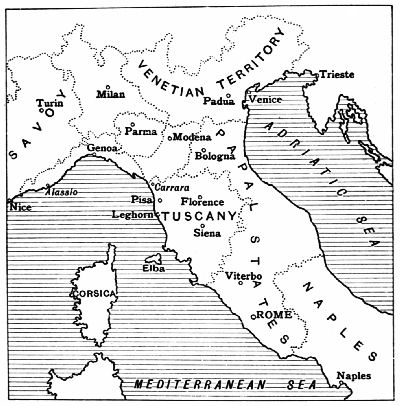 VENETIAN TERRITORY
Trieste
SAVOY
Turin
Milan
Padua
Venice
Parma
Modena
Genoa
Bologna
ADRIATIC SEA
PAPAL STATES
Alassio
Carrara
Nice
Pisa
Florence
Leghorn
TUSCANY
Siena
Elba
Viterbo
CORSICA
NAPLES
ROME
Naples
MEDITERRANEAN SEA